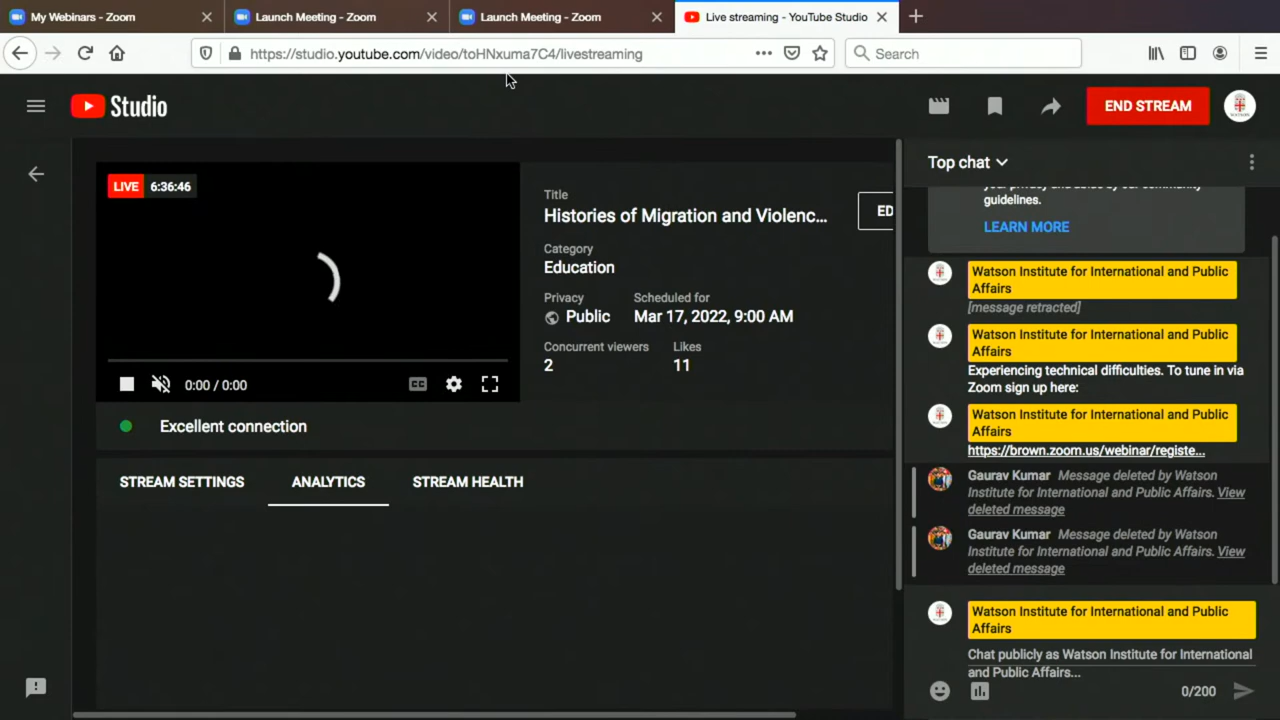 My Webinars - Zoom
Launch Meeting - Zoom
Launch Meeting - Zoom
Live streaming - YouTube Studio
https://studio.youtube.com/video/toHNxuma7C4/livestreaming
Search
Studio
END STREAM
LIVE 6:36:46
Title
Histories of Migration and Violenc...
ED
Category
Education
Privacy
Public
Scheduled for
Mar 17, 2022, 9:00 AM
Concurrent viewers
2
Likes
11
0:00 / 0:00
Excellent connection
STREAM SETTINGS
ANALYTICS
STREAM HEALTH
Top chat
your privacy and abide by our community
guidelines.
LEARN MORE
Watson Institute for International and Public
Affairs
[message retracted]
Watson Institute for International and Public
Affairs
Experiencing technical difficulties. To tune in via
Zoom sign up here:
Watson Institute for International and Public
Affairs
https://brown.zoom.us/webinar/registe...
Gaurav Kumar Message deleted by Watson
Institute for International and Public Affairs. View
deleted message
Gaurav Kumar Message deleted by Watson
Institute for International and Public Affairs. View
deleted message
Watson Institute for International and Public
Affairs
Chat publicly as Watson Institute for International
and Public Affairs...
0/200